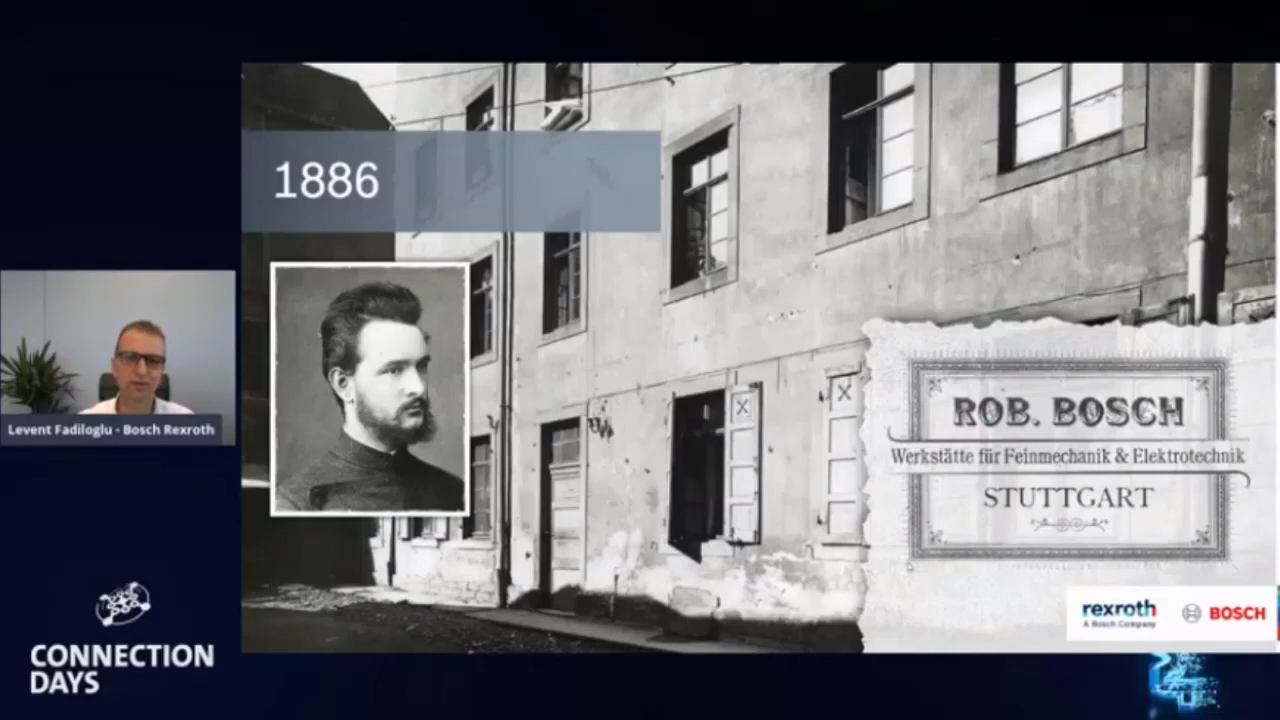 1886
Levent Fadiloglu - Bosch Rexroth
ROB. BOSCH
Werkstätte für Feinmechanik & Elektrotechnik
STUTTGART
rexroth
A Bosch Company
BOSCH
CONNECTION
DAYS